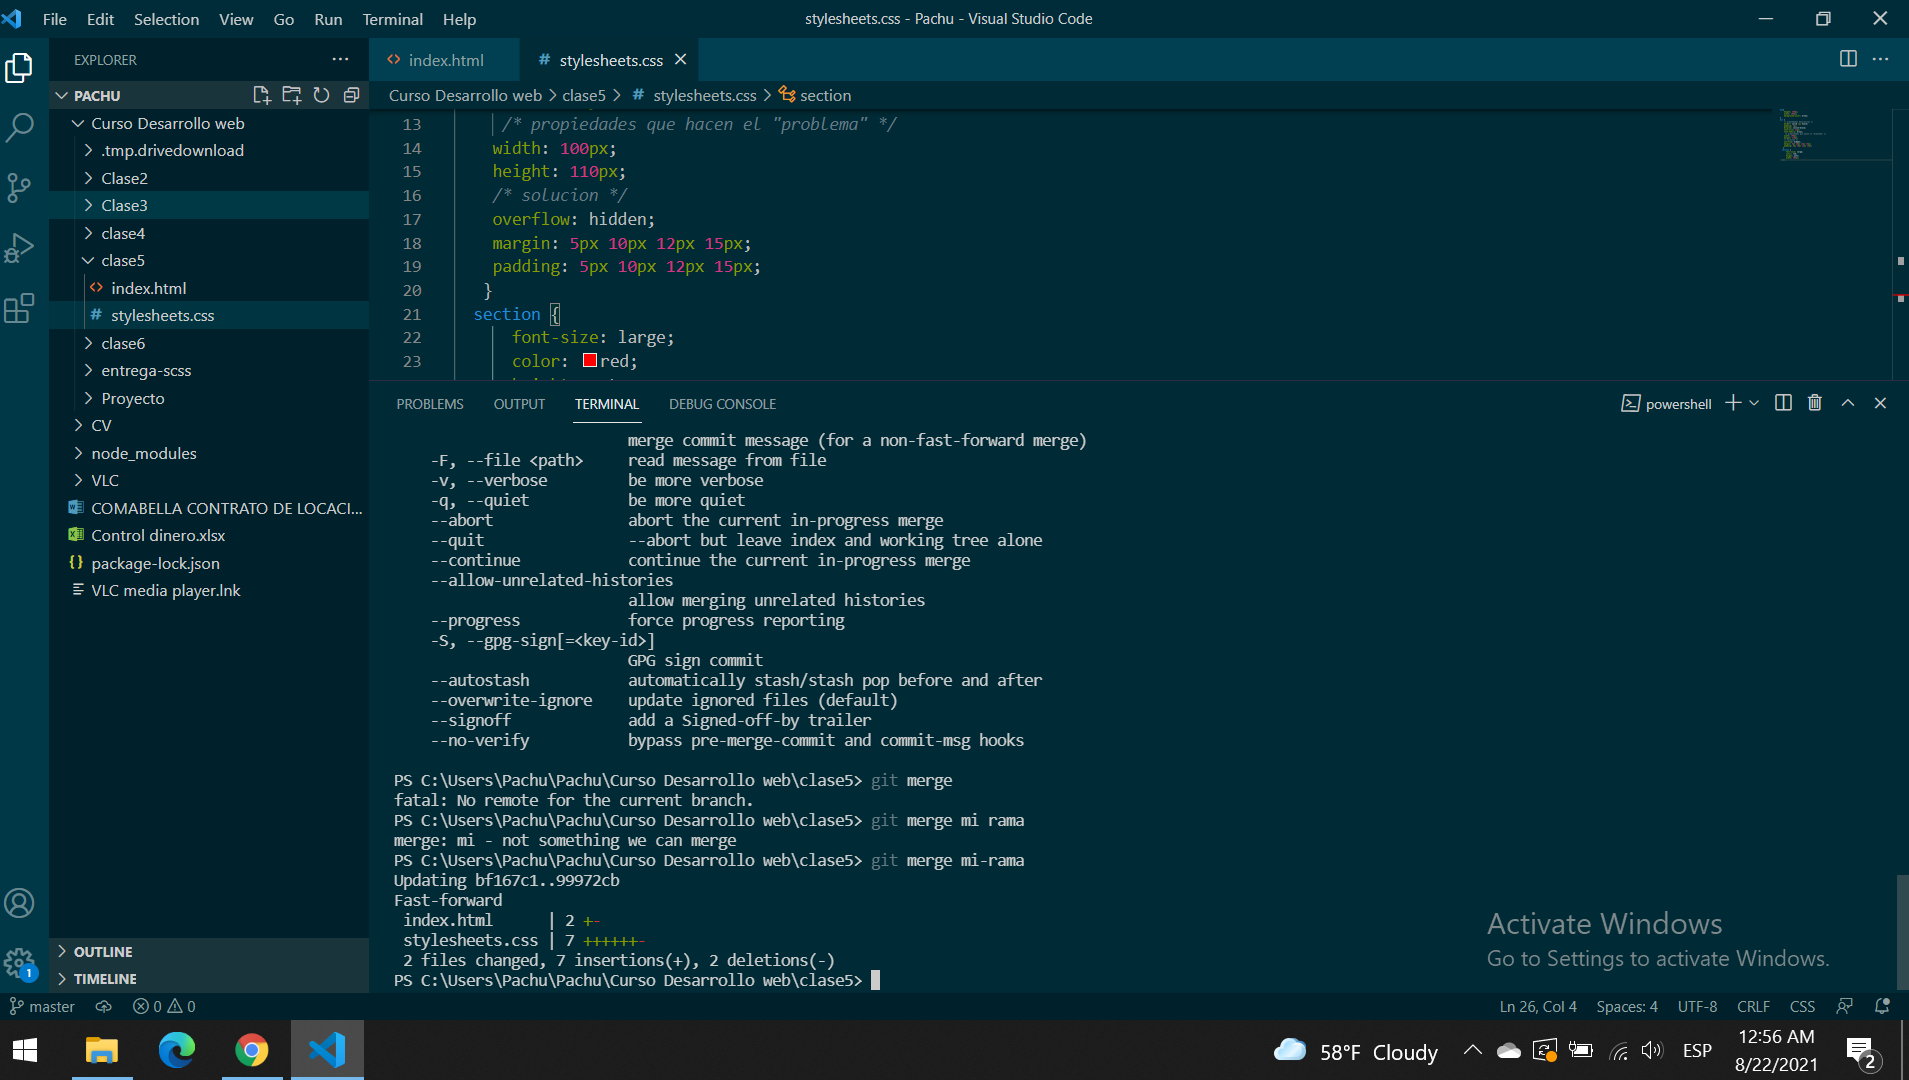 File Edit Selection View Go Run Terminal Help
stylesheets.css - Pachu - Visual Studio Code
EXPLORER
PACHU
Curso Desarrollo web
.tmp.drivedownload
Clase2
Clase3
clase4
clase5
index.html
stylesheets.css
clase6
entrega-scss
Proyecto
CV
node_modules
VLC
COMABELLA CONTRATO DE LOCACI...
Control dinero.xlsx
package-lock.json
VLC media player.lnk
OUTLINE
TIMELINE
index.html
stylesheets.css
Curso Desarrollo web > clase5 > # stylesheets.css > section
13 /* propiedades que hacen el "problema" */
14 width: 100px;
15 height: 110px;
16 /* solucion */
17 overflow: hidden;
18 margin: 5px 10px 12px 15px;
19 padding: 5px 10px 12px 15px;
20 }
21 section {
22 font-size: large;
23 color: red;
PROBLEMS OUTPUT TERMINAL DEBUG CONSOLE
powershell
merge commit message (for a non-fast-forward merge)
-F, --file <path> read message from file
-v, --verbose be more verbose
-q, --quiet be more quiet
--abort abort the current in-progress merge
--quit --abort but leave index and working tree alone
--continue continue the current in-progress merge
--allow-unrelated-histories
allow merging unrelated histories
--progress force progress reporting
-S, --gpg-sign[=<key-id>]
GPG sign commit
--autostash automatically stash/stash pop before and after
--overwrite-ignore update ignored files (default)
--signoff add a Signed-off-by trailer
--no-verify bypass pre-merge-commit and commit-msg hooks
PS C:\Users\Pachu\Pachu\Curso Desarrollo web\clase5> git merge
fatal: No remote for the current branch.
PS C:\Users\Pachu\Pachu\Curso Desarrollo web\clase5> git merge mi rama
merge: mi - not something we can merge
PS C:\Users\Pachu\Pachu\Curso Desarrollo web\clase5> git merge mi-rama
Updating bf167c1..99972cb
Fast-forward
index.html | 2 +-
stylesheets.css | 7 ++++++-
2 files changed, 7 insertions(+), 2 deletions(-)
PS C:\Users\Pachu\Pachu\Curso Desarrollo web\clase5>
Activate Windows
Go to Settings to activate Windows.
1
master 0 0
Ln 26, Col 4 Spaces: 4 UTF-8 CRLF CSS
58°F Cloudy
ESP
12:56 AM
8/22/2021
2